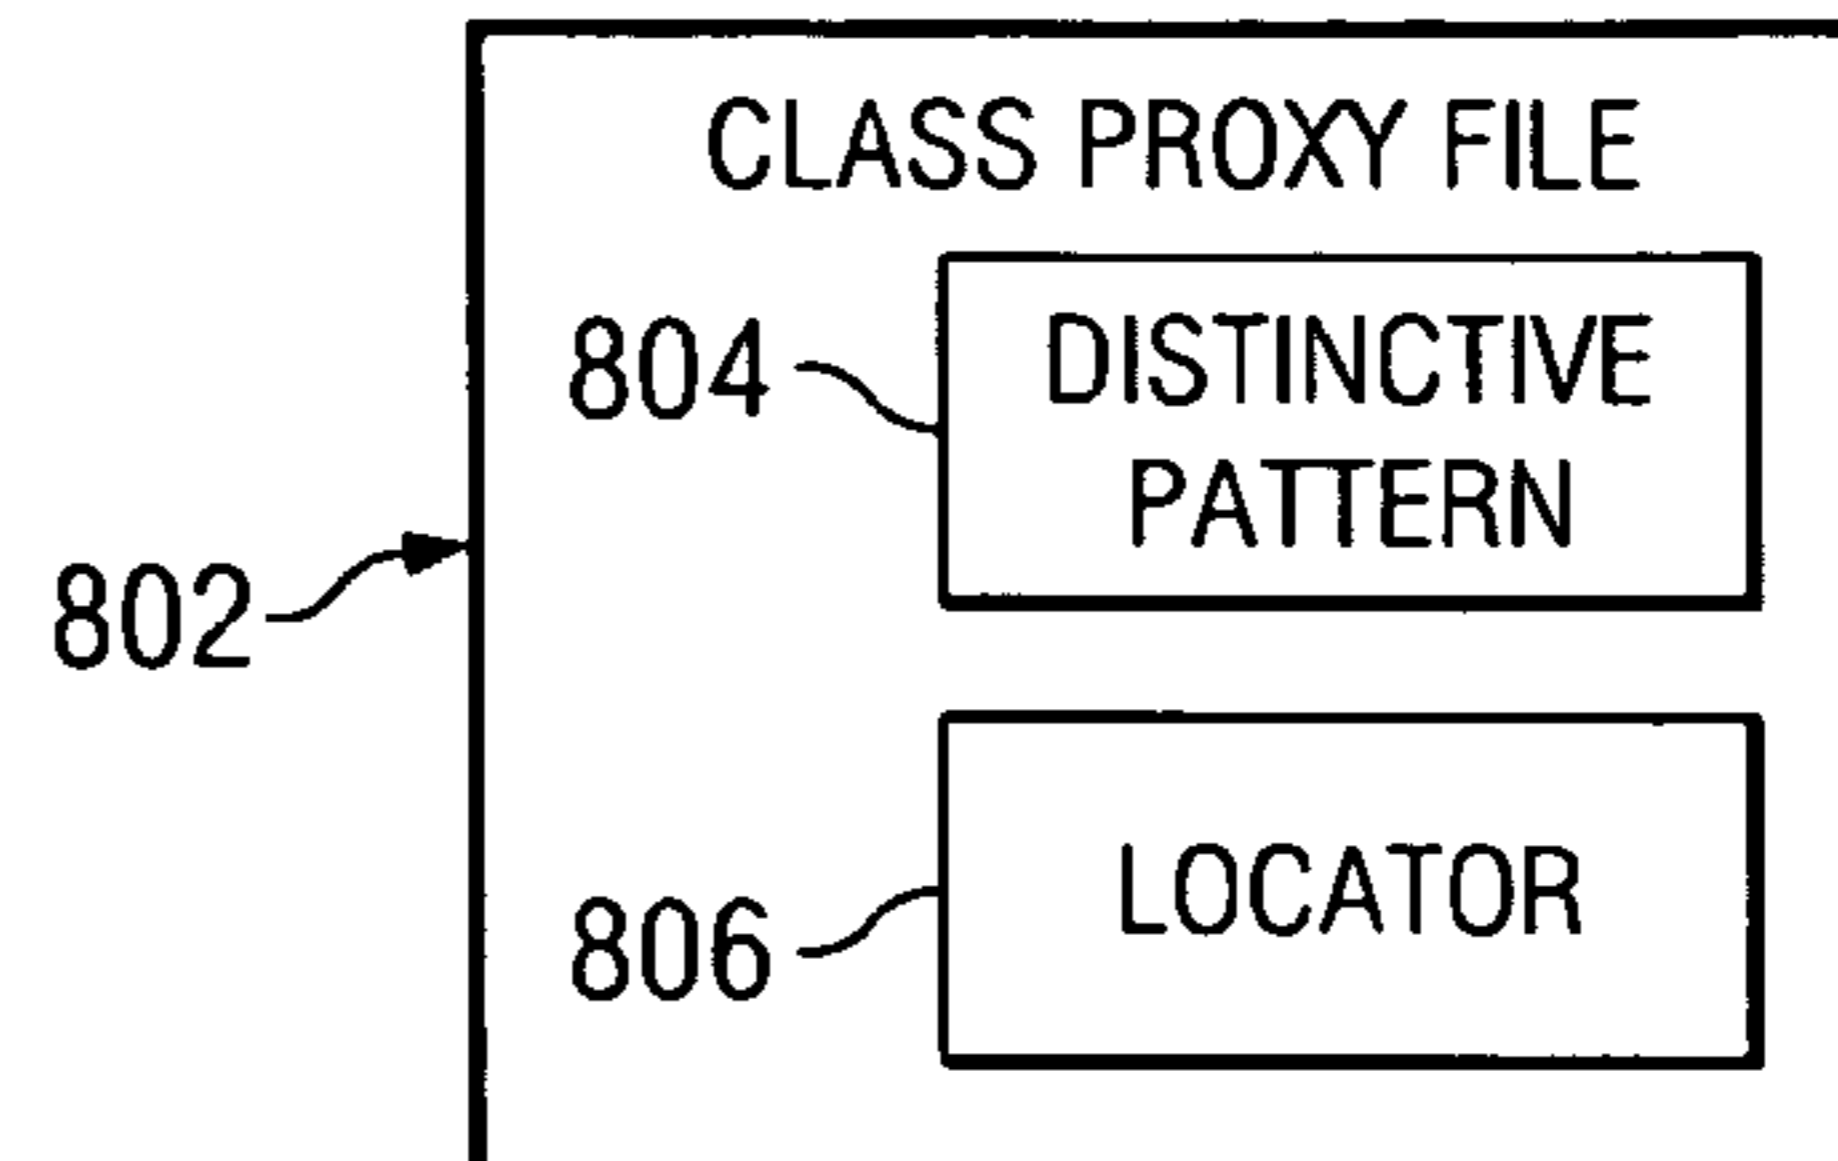 CLASS PROXY FILE
804
DISTINCTIVE
PATTERN
802
806
LOCATOR